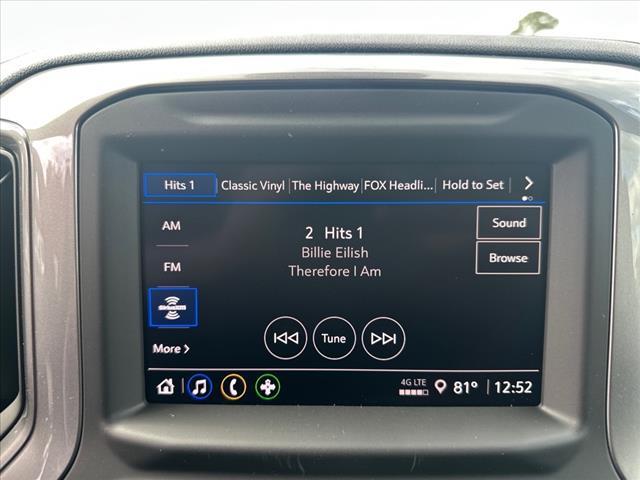 Hits 1 Classic Vinyl The Highway FOX Headli... Hold to Set
AM
2 Hits 1
Sound
Billie Eilish
FM
Therefore I Am
Browse
SiriusXM
Tune
More
4G LTE 81° 12:52